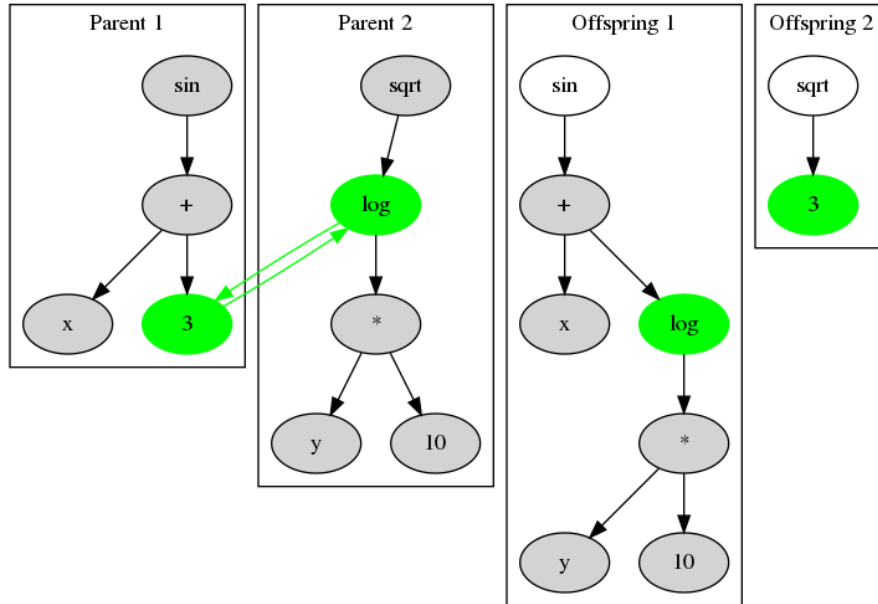 Parent 1
sin
+
x
3
Parent 2
sqrt
log
*
y
10
Offspring 1
sin
+
x
log
*
y
10
Offspring 2
sqrt
3